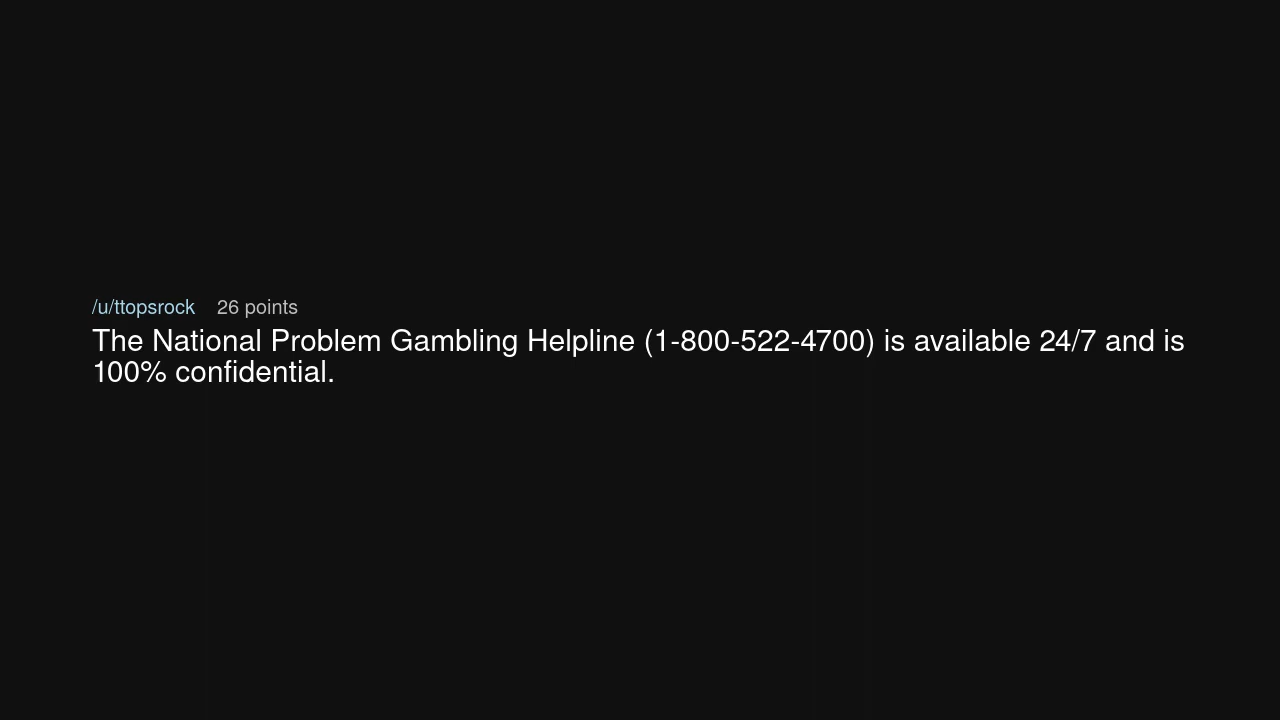 /u/ttopsrock 26 points
The National Problem Gambling Helpline (1-800-522-4700) is available 24/7 and is
100% confidential.